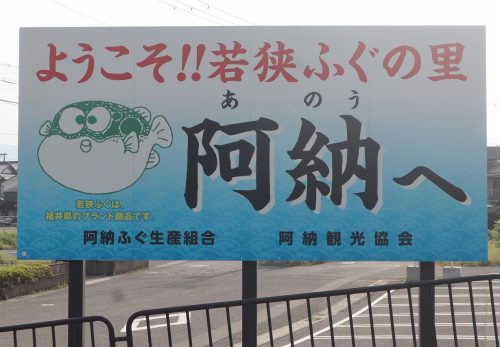 ようこそ!!若狭ふぐの里
あのう
阿納へ
若狭ふぐは、
福井県のブランド商品です。
阿納ふぐ生産組合 阿納観光協会